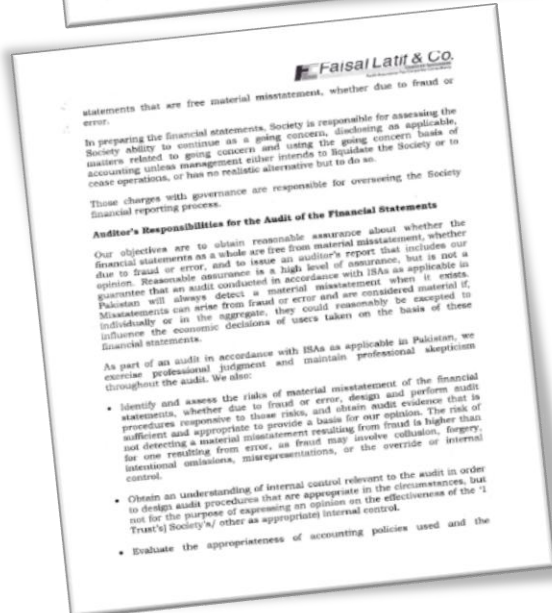 Faisal Latif & Co.
statements that are free material misstatement, whether due to fraud or
error.
In preparing the financial statements, Society is responsible for assessing the
Society ability to continue as a going concern, disclosing as applicable,
matters related to going concern and using the going concern basis of
accounting unless management either intends to liquidate the Society or to
cease operations, or has no realistic alternative but to do so.
Those charges with governance are responsible for overseeing the Society
financial reporting process.
Auditor's Responsibilities for the Audit of the Financial Statements
Our objectives are to obtain reasonable assurance about whether the
financial statements as a whole are free from material misstatement, whether
due to fraud or error, and to issue an auditor's report that includes our
opinion. Reasonable assurance is a high level of assurance, but is not a
guarantee that an audit conducted in accordance with ISAs as applicable in
Pakistan will always detect a material misstatement when it exists.
Misstatements can arise from fraud or error and are considered material if,
individually or in the aggregate, they could reasonably be excepted to
influence the economic decisions of users taken on the basis of these
financial statements.
As part of an audit in accordance with ISAs as applicable in Pakistan, we
exercise professional judgment and maintain professional skepticism
throughout the audit. We also:
• Identify and assess the risks of material misstatement of the financial
statements, whether due to fraud or error, design and perform audit
procedures responsive to those risks, and obtain audit evidence that is
sufficient and appropriate to provide a basis for our opinion. The risk of
not detecting a material misstatement resulting from fraud is higher than
for one resulting from error, as fraud may involve collusion, forgery,
intentional omissions, misrepresentations, or the override or internal
control.
• Obtain an understanding of internal control relevant to the audit in order
to design audit procedures that are appropriate in the circumstances, but
not for the purpose of expressing an opinion on the effectiveness of the '1
Trust's) Society's/ other as appropriate) internal control.
• Evaluate the appropriateness of accounting policies used and the